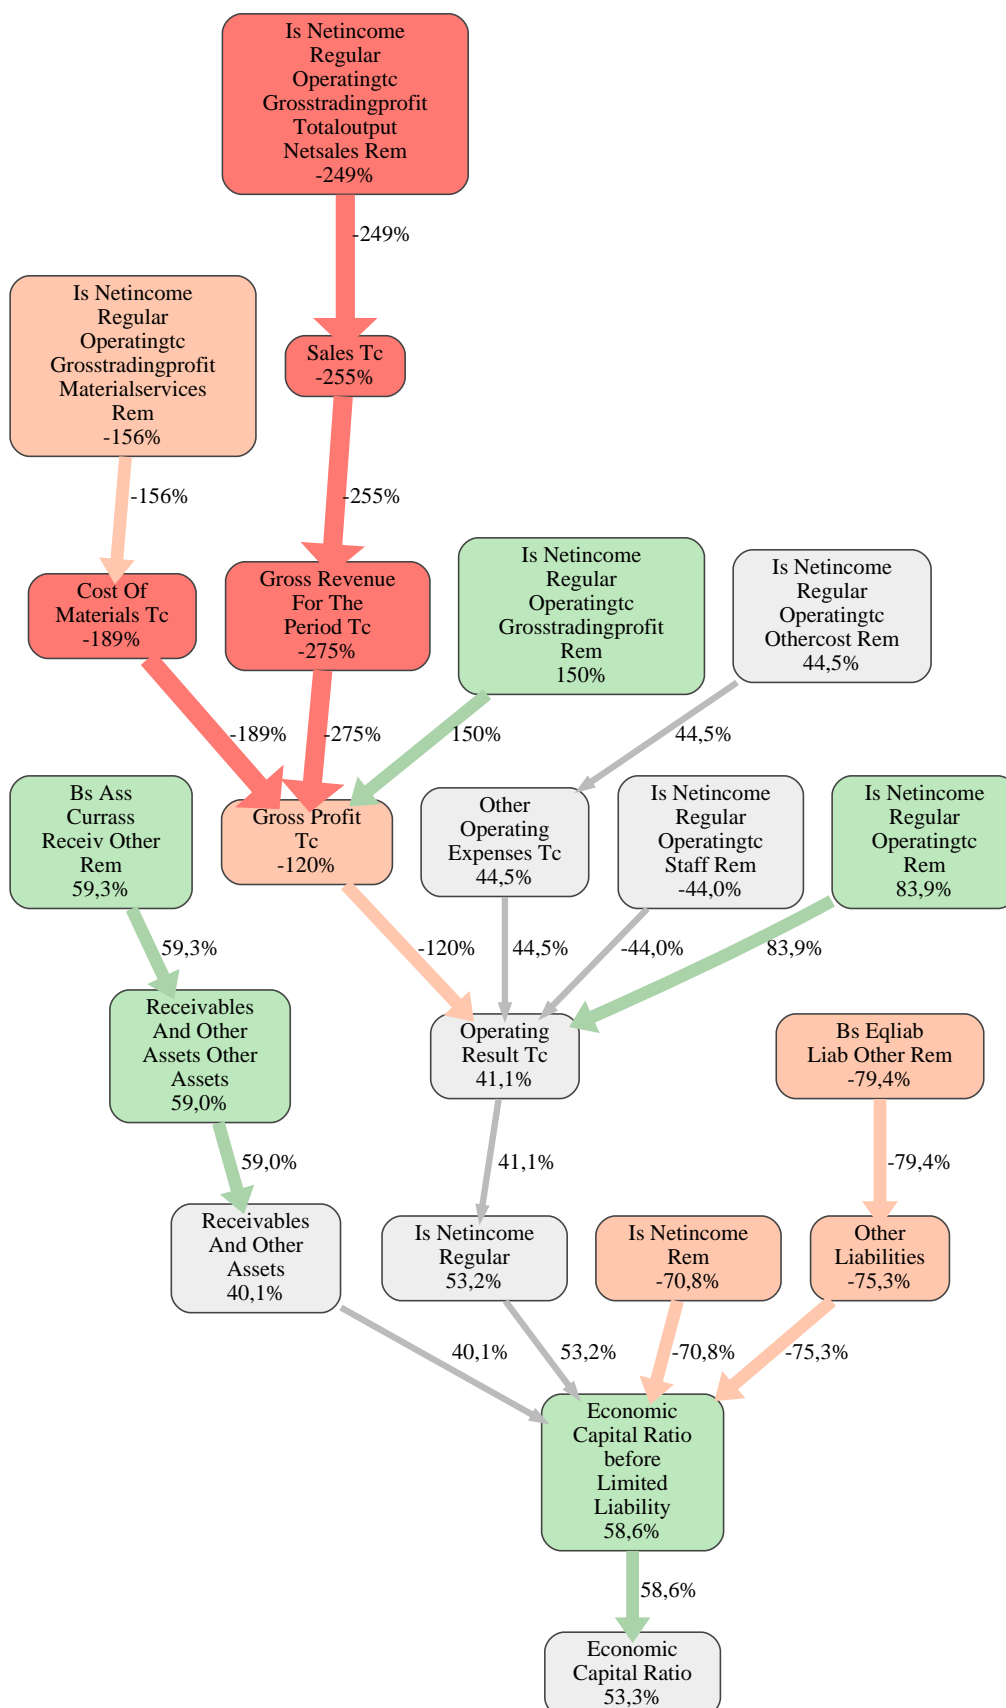 Is Netincome
Regular
Operatingtc
Grosstradingprofit
Totaloutput
Netsales Rem
-249%
-249%
Is Netincome
Regular
Operatingtc
Grosstradingprofit
Materialservices
Rem
-156%
Sales Tc
-255%
-156%
-255%
Cost Of
Materials Tc
-189%
Gross Revenue
For The
Period Tc
-275%
Is Netincome
Regular
Operatingtc
Grosstradingprofit
Rem
150%
Is Netincome
Regular
Operatingtc
Othercost Rem
44,5%
-189%
-275%
150%
44,5%
Bs Ass
Currass
Receiv Other
Rem
59,3%
Gross Profit
Tc
-120%
Other
Operating
Expenses Tc
44,5%
Is Netincome
Regular
Operatingtc
Staff Rem
-44,0%
Is Netincome
Regular
Operatingtc
Rem
83,9%
59,3%
-120%
44,5%
-44,0%
83,9%
Receivables
And Other
Assets Other
Assets
59,0%
Operating
Result Tc
41,1%
Bs Eqliab
Liab Other Rem
-79,4%
59,0%
41,1%
-79,4%
Receivables
And Other
Assets
40,1%
Is Netincome
Regular
53,2%
Is Netincome
Rem
-70,8%
Other
Liabilities
-75,3%
40,1%
53,2%
-70,8%
-75,3%
Economic
Capital Ratio
before
Limited
Liability
58,6%
58,6%
Economic
Capital Ratio
53,3%